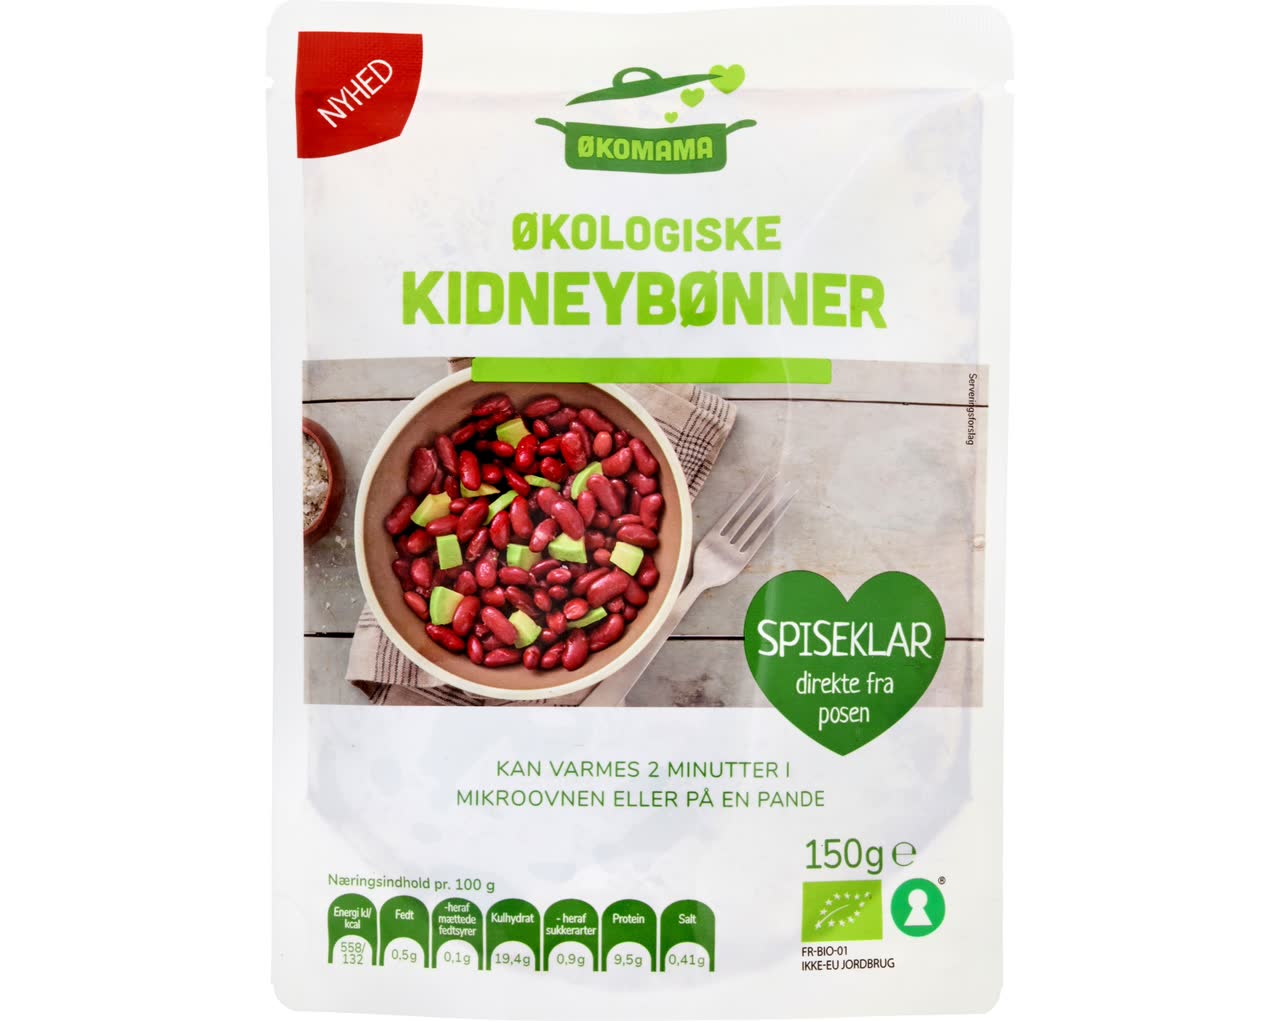 NYHED
ØKOMAMA
ØKOLOGISKE
KIDNEYBØNNER
Serveringsforslag
SPISEKLAR
direkte fra
posen
KAN VARMES 2 MINUTTER I
MIKROOVNEN ELLER PÅ EN PANDE
150g ℮
Næringsindhold pr. 100 g
Energi kJ/
kcal
558/
132
Fedt
0,5g
-heraf
mættede
fedtsyrer
0,1g
Kulhydrat
19,4g
- heraf
sukkerarter
0,9g
Protein
9,5g
Salt
0,41g
®
FR-BIO-01
IKKE-EU JORDBRUG